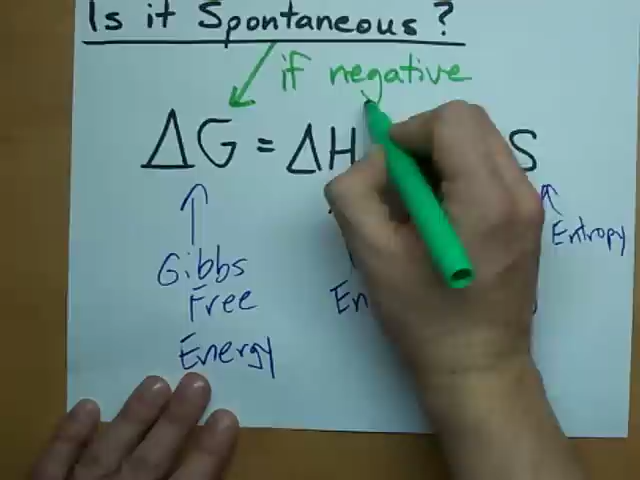 Is it Spontaneous?
if negative
ΔG = ΔH S
Gibbs
Free
Energy
En
Entropy